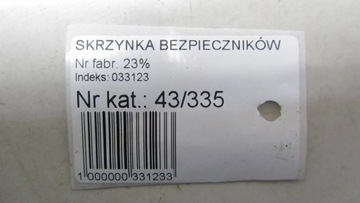 SKRZYNKA BEZPIECZNIKÓW
Nr fabr. 23%
Indeks: 033123
Nr kat.: 43/335
1 000000 331233